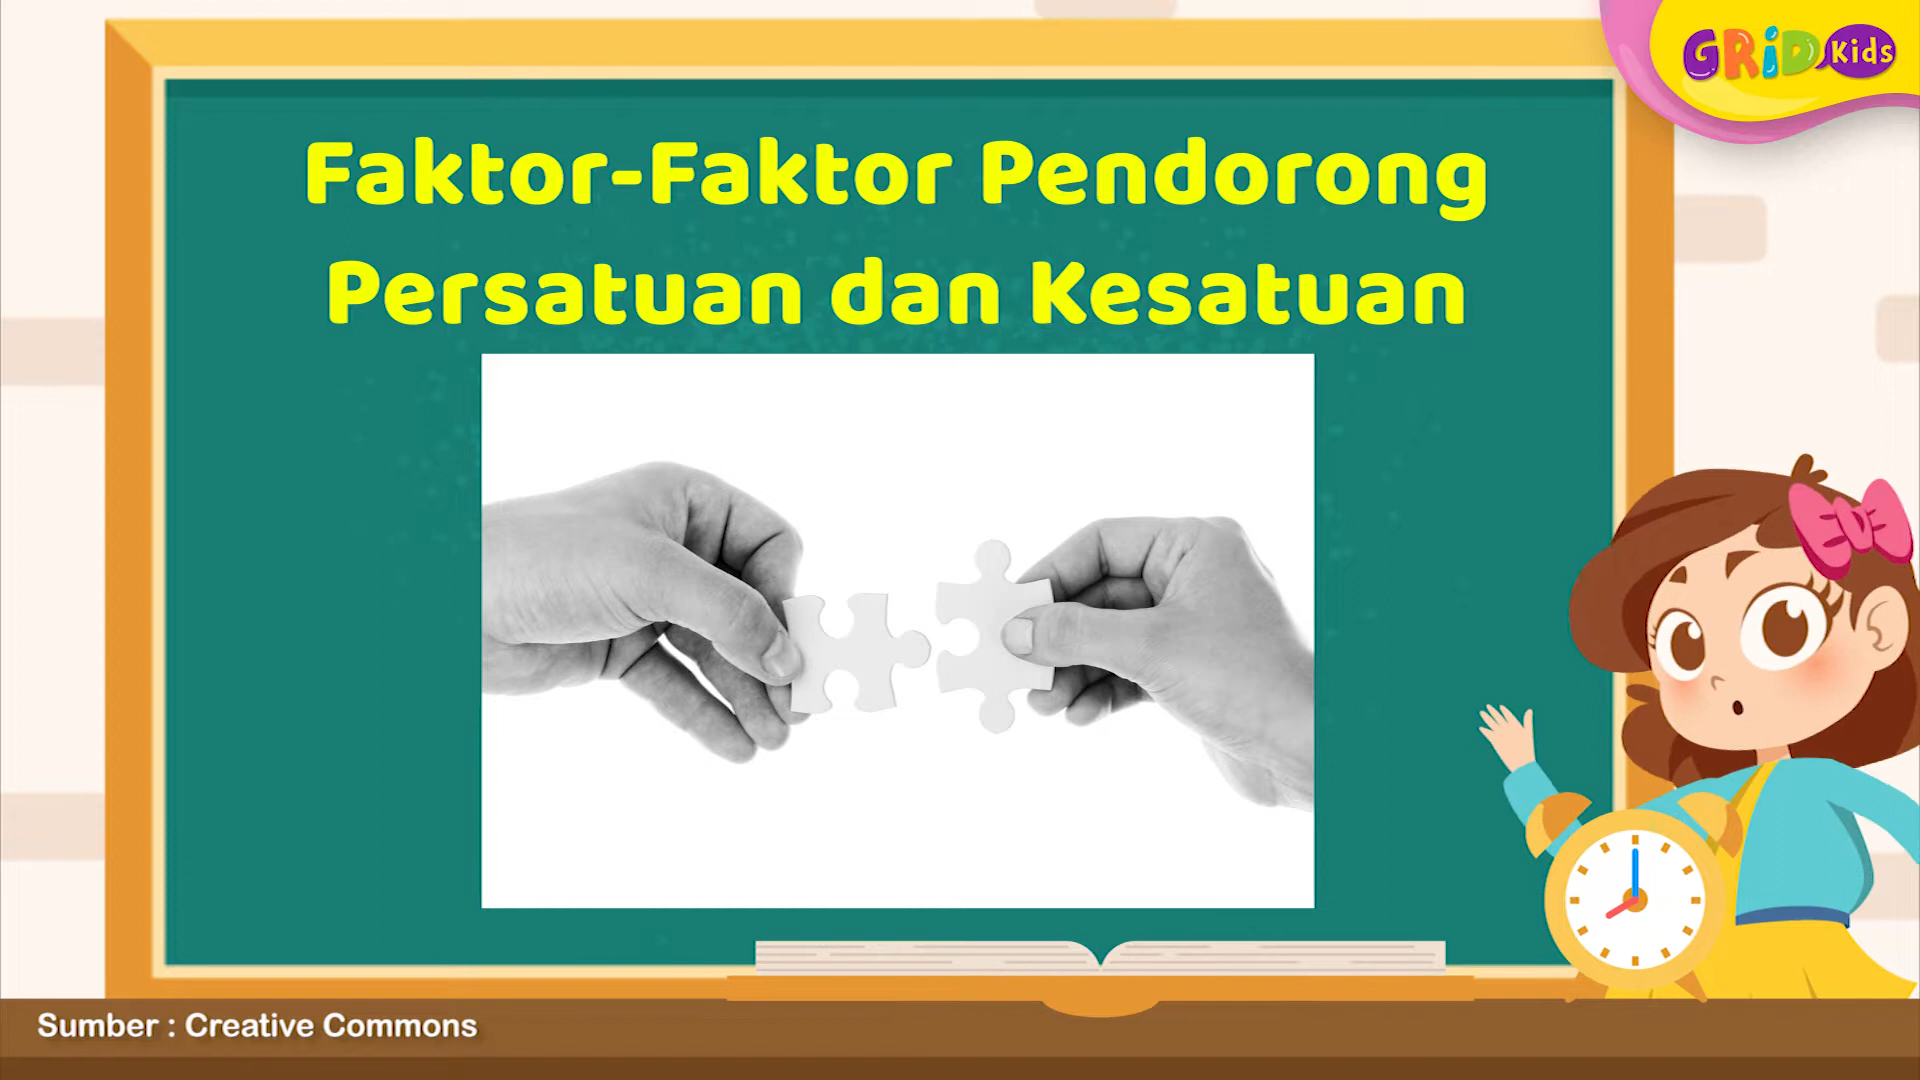 GRiD Kids
Faktor-Faktor Pendorong
Persatuan dan Kesatuan
Sumber : Creative Commons